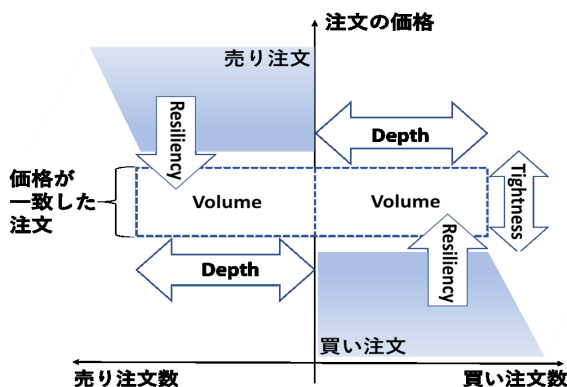 注文の価格
売り注文
Resiliency
Depth
価格が
一致した
注文
Volume
Volume
Tightness
Resiliency
Depth
買い注文
売り注文数
買い注文数